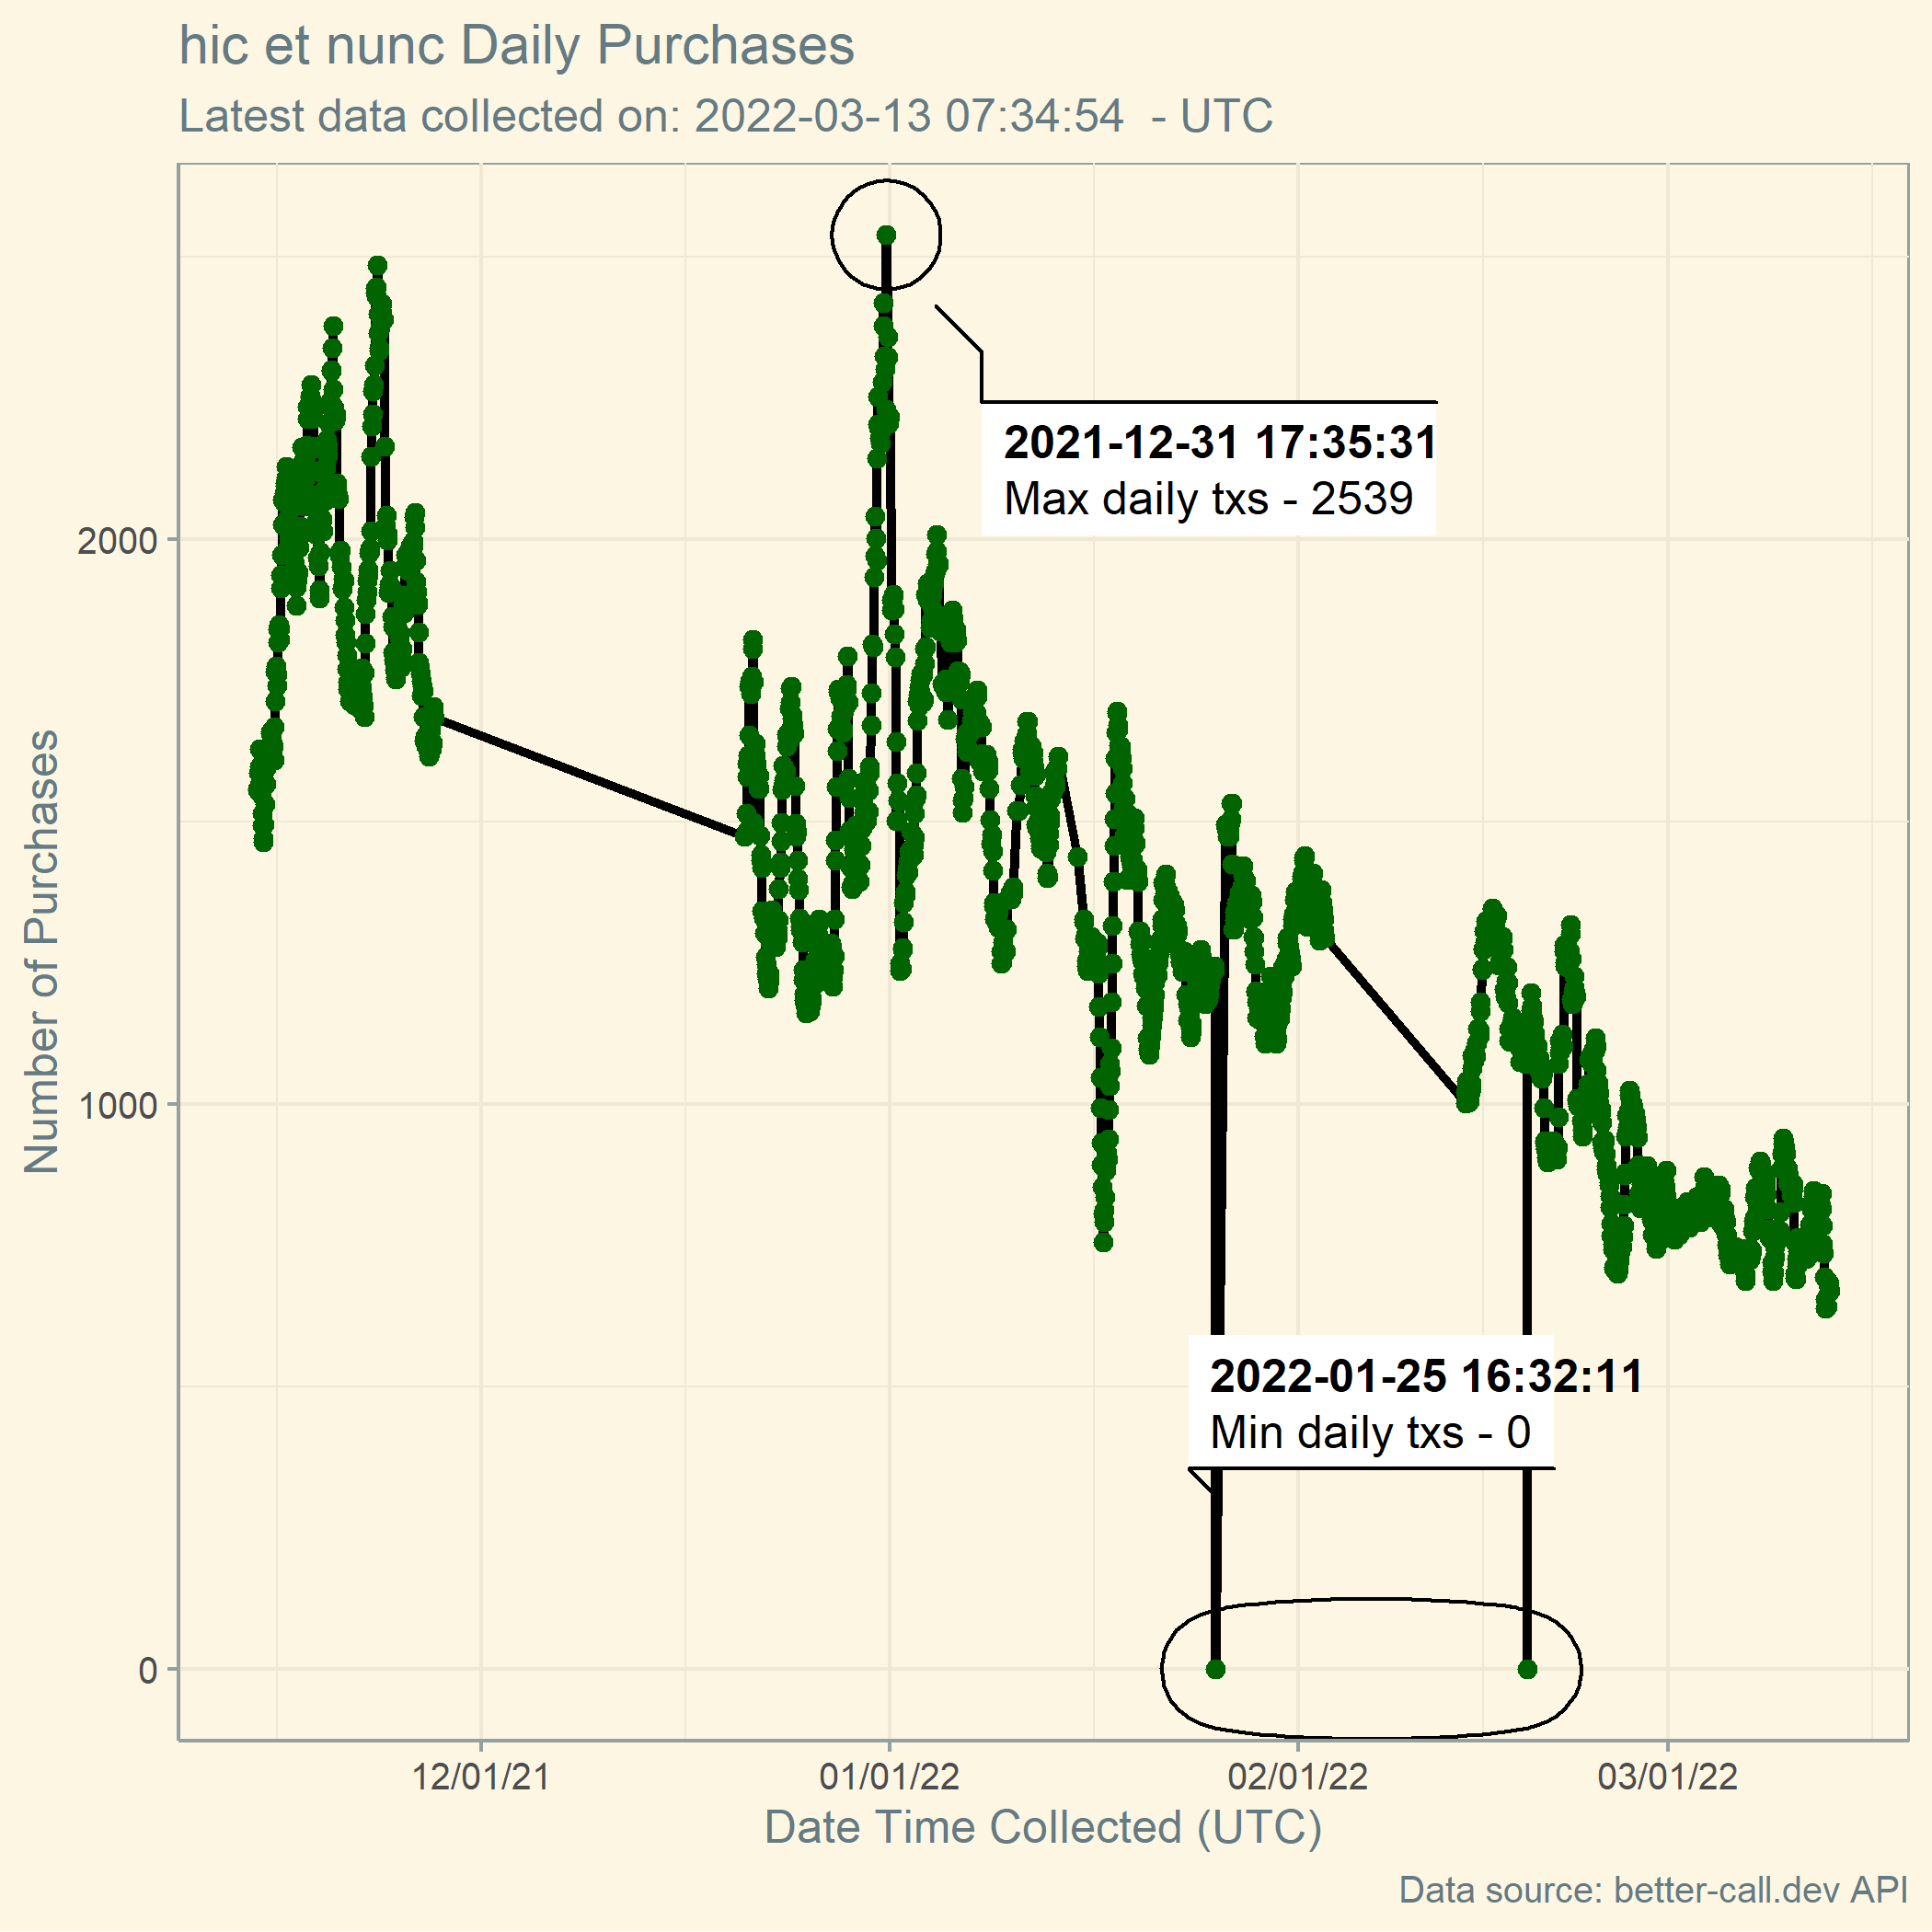 hic et nunc Daily Purchases
Latest data collected on: 2022-03-13 07:34:54  - UTC
Number of Purchases
2000
1000
0
2021-12-31 17:35:31
Max daily txs - 2539
2022-01-25 16:32:11
Min daily txs - 0
12/01/21 01/01/22 02/01/22 03/01/22
Date Time Collected (UTC)
Data source: better-call.dev API